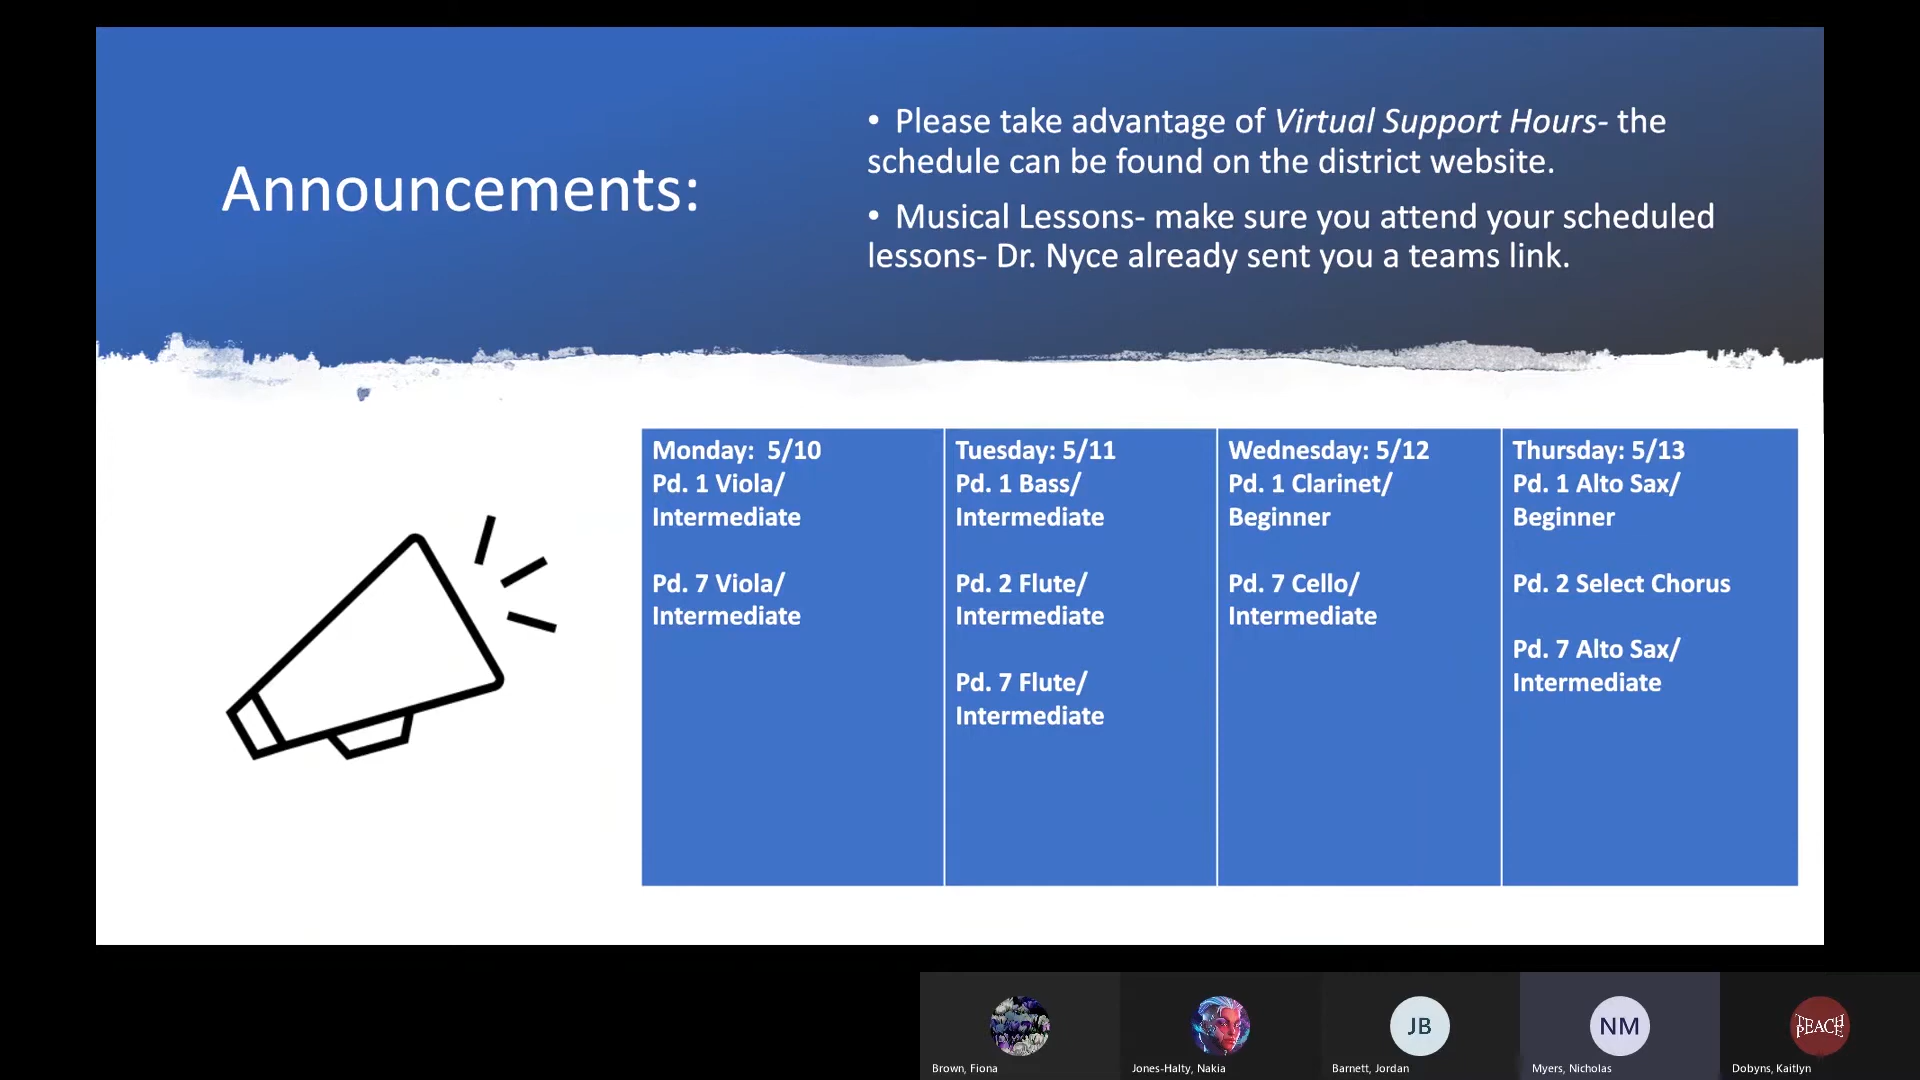 Announcements:
• Please take advantage of Virtual Support Hours- the
schedule can be found on the district website.
• Musical Lessons- make sure you attend your scheduled
lessons- Dr. Nyce already sent you a teams link.
Monday:  5/10
Pd. 1 Viola/
Intermediate
Pd. 7 Viola/
Intermediate
Tuesday: 5/11
Pd. 1 Bass/
Intermediate
Pd. 2 Flute/
Intermediate
Pd. 7 Flute/
Intermediate
Wednesday: 5/12
Pd. 1 Clarinet/
Beginner
Pd. 7 Cello/
Intermediate
Thursday: 5/13
Pd. 1 Alto Sax/
Beginner
Pd. 2 Select Chorus
Pd. 7 Alto Sax/
Intermediate
JB
NM
TEACH
PEACE
Brown, Fiona
Jones-Halty, Nakia
Barnett, Jordan
Myers, Nicholas
Dobyns, Kaitlyn